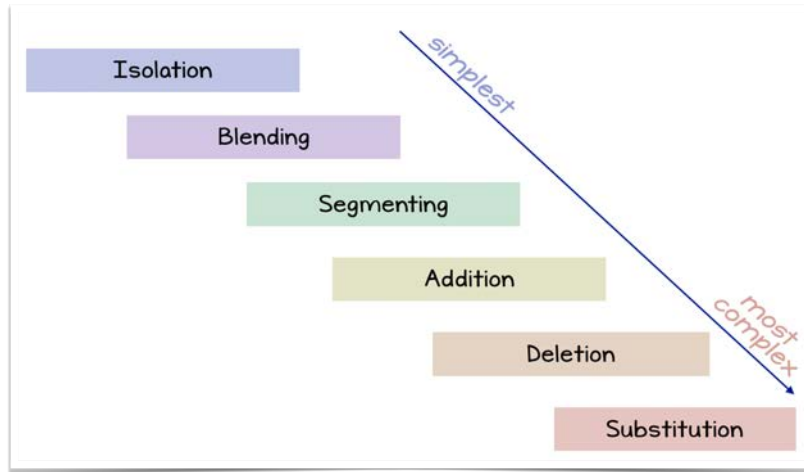 Isolation
simplest
Blending
Segmenting
Addition
Deletion
most
complex
Substitution